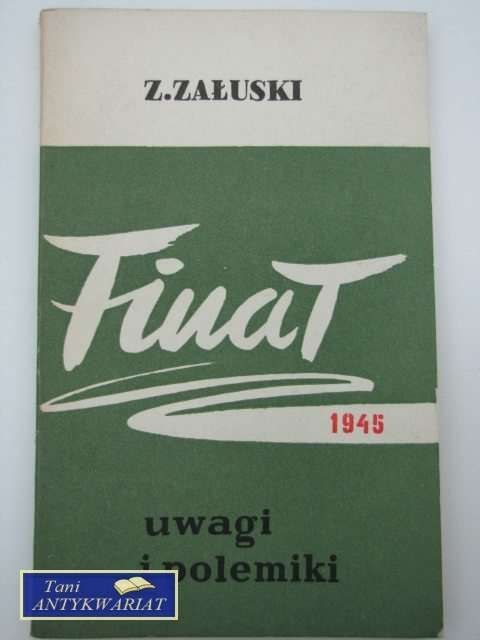 Z.ZAŁUSKI
Finał
1945
uwagi
i polemiki
Tani
ANTYKWARIAT